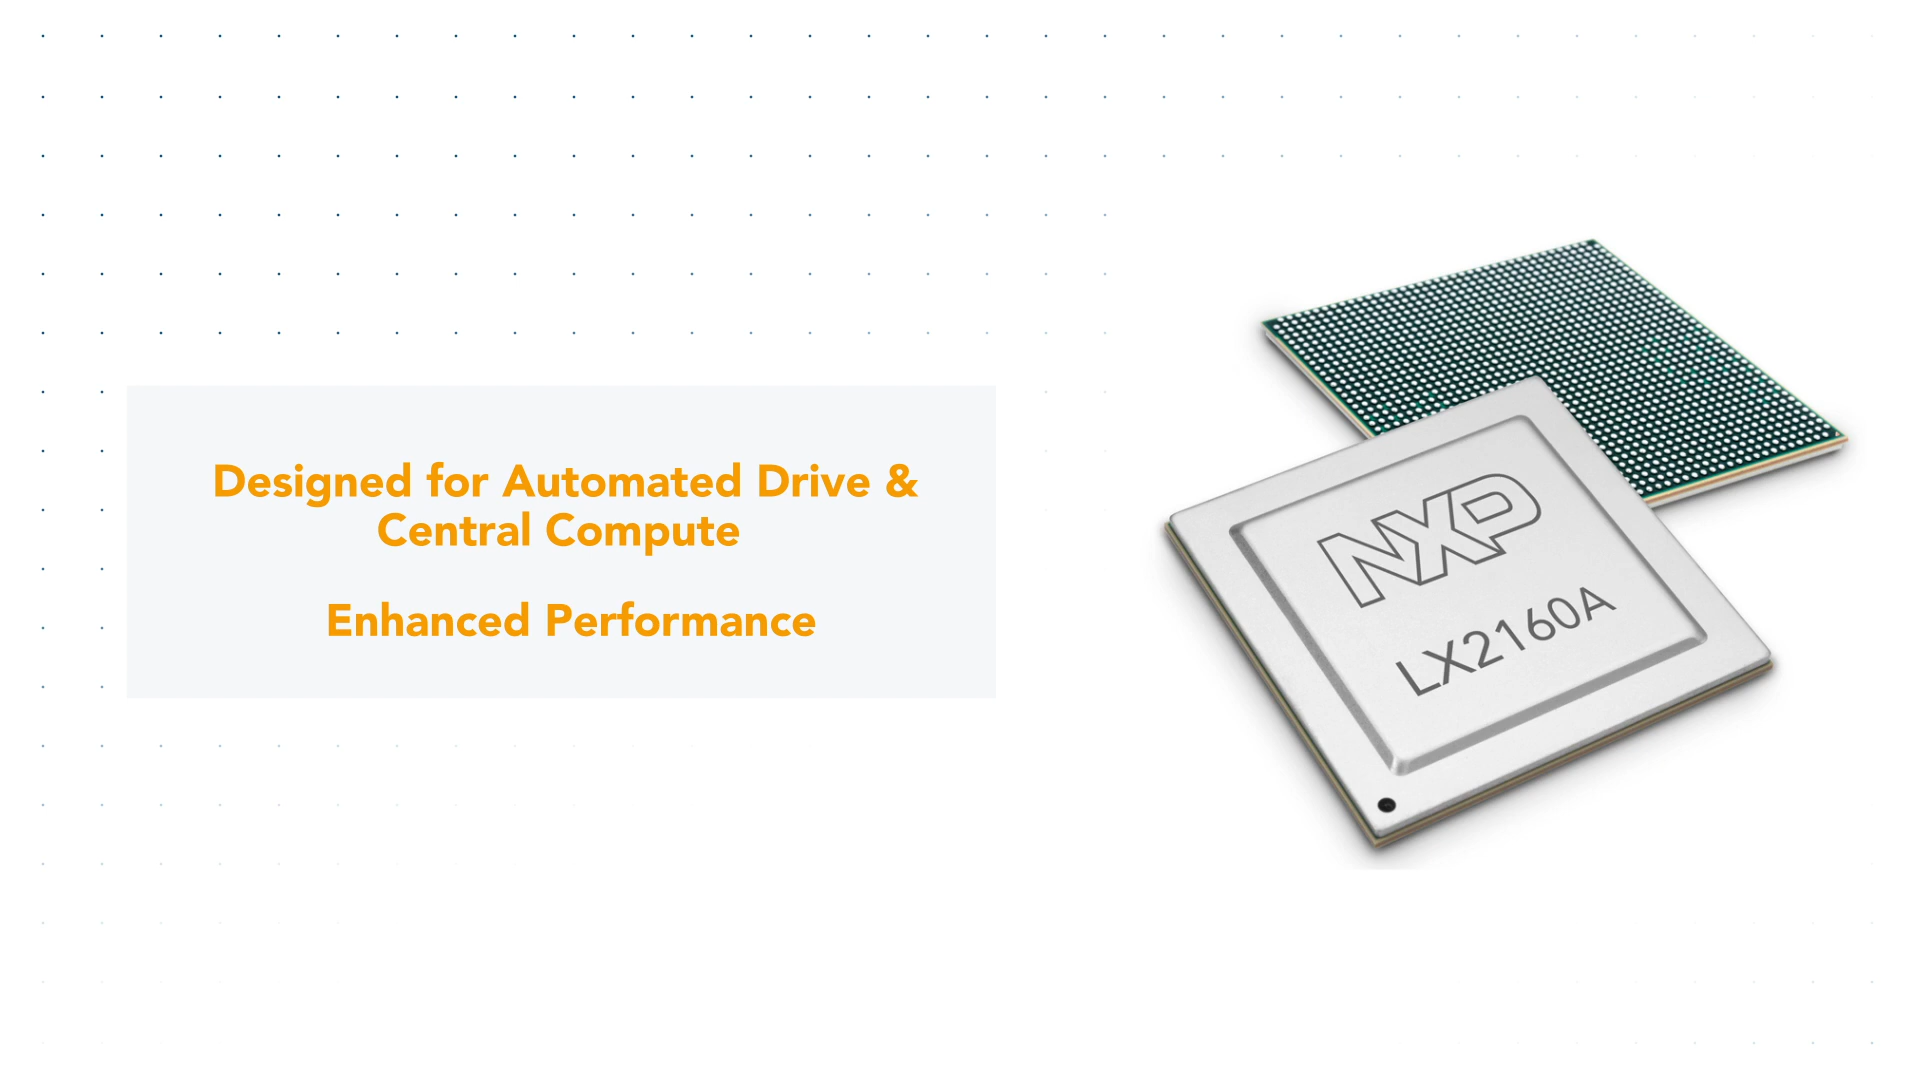 Designed for Automated Drive &
Central Compute
Enhanced Performance
NXP
LX2160A